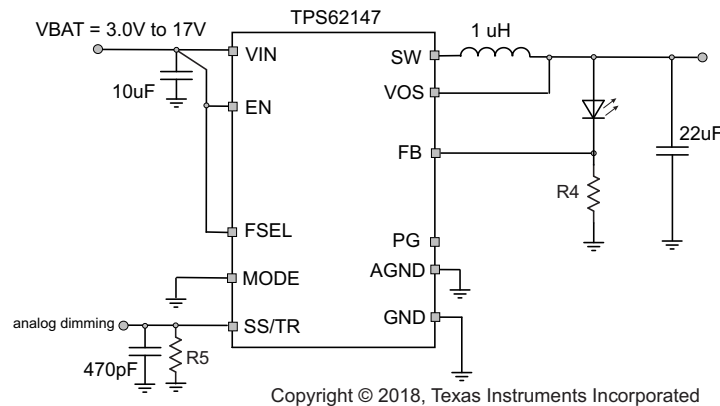 TPS62147
VBAT = 3.0V to 17V
1 uH
VIN
SW
10uF
VOS
EN
22uF
FB
R4
FSEL
PG
AGND
MODE
analog dimming
SS/TR
GND
470pF
R5
Copyright © 2018, Texas Instruments Incorporated